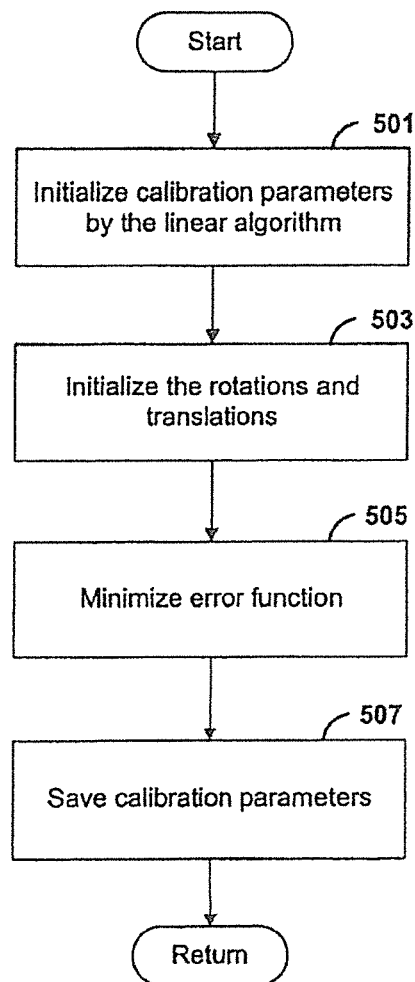 Start
501
Initialize calibration parameters
by the linear algorithm
503
Initialize the rotations and
translations
505
Minimize error function
507
Save calibration parameters
Return